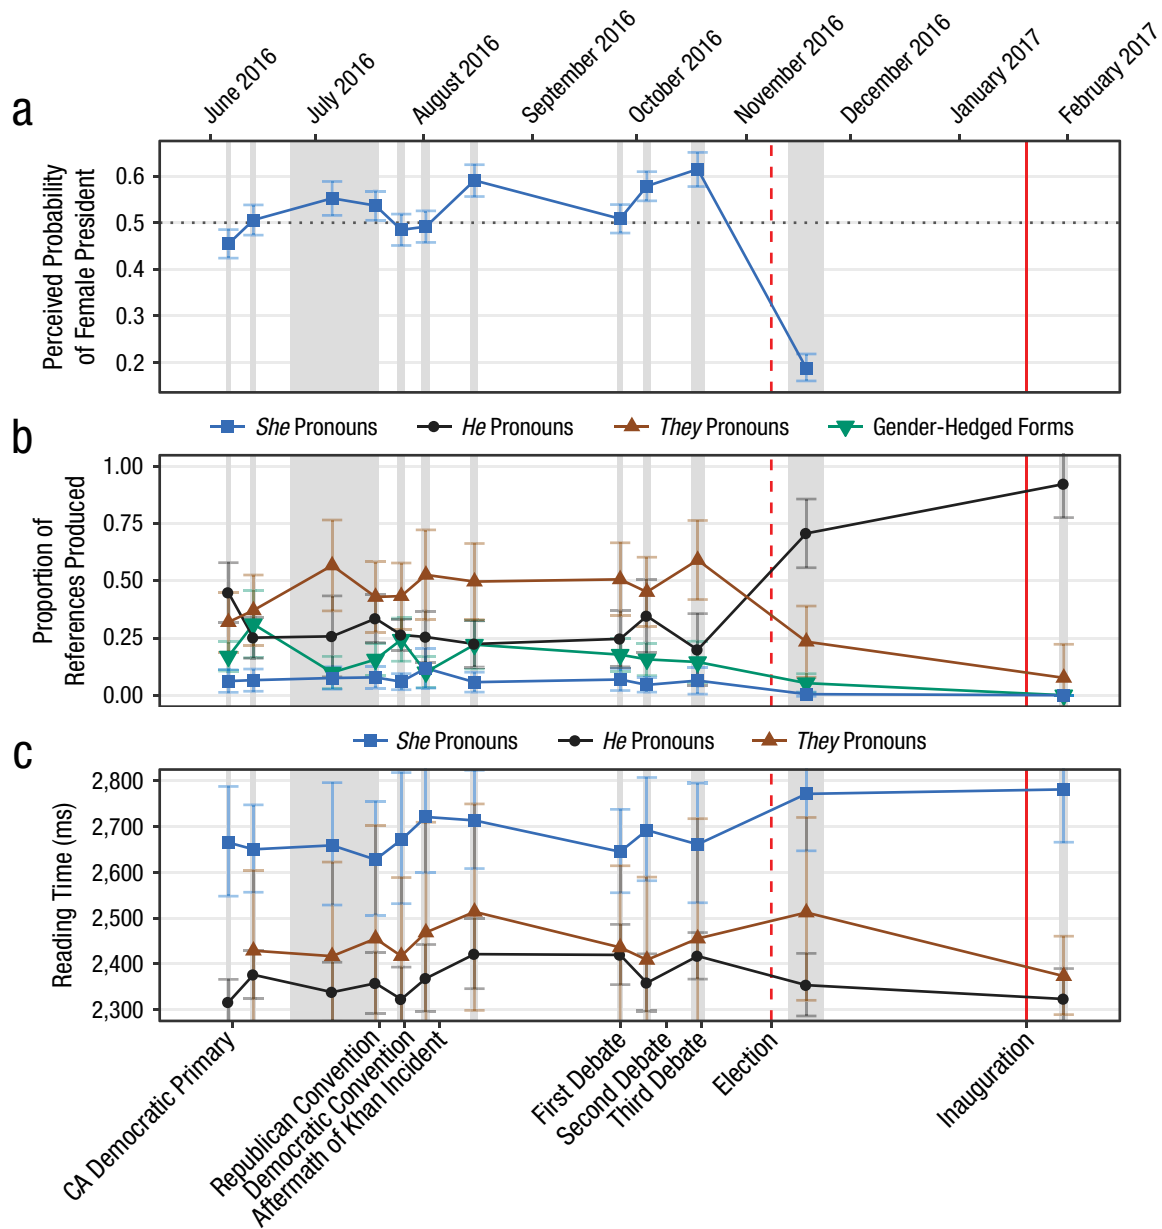 June 2016
July 2016
August 2016
September 2016
October 2016
November 2016
December 2016
January 2017
February 2017
a
Perceived Probability
of Female President
0.6
0.5
0.4
0.3
0.2
She Pronouns
He Pronouns
They Pronouns
Gender-Hedged Forms
b
Proportion of
References Produced
1.00
0.75
0.50
0.25
0.00
She Pronouns
He Pronouns
They Pronouns
c
Reading Time (ms)
2,800
2,700
2,600
2,500
2,400
2,300
CA Democratic Primary
Republican Convention
Democratic Convention
Aftermath of Khan Incident
First Debate
Second Debate
Third Debate
Election
Inauguration